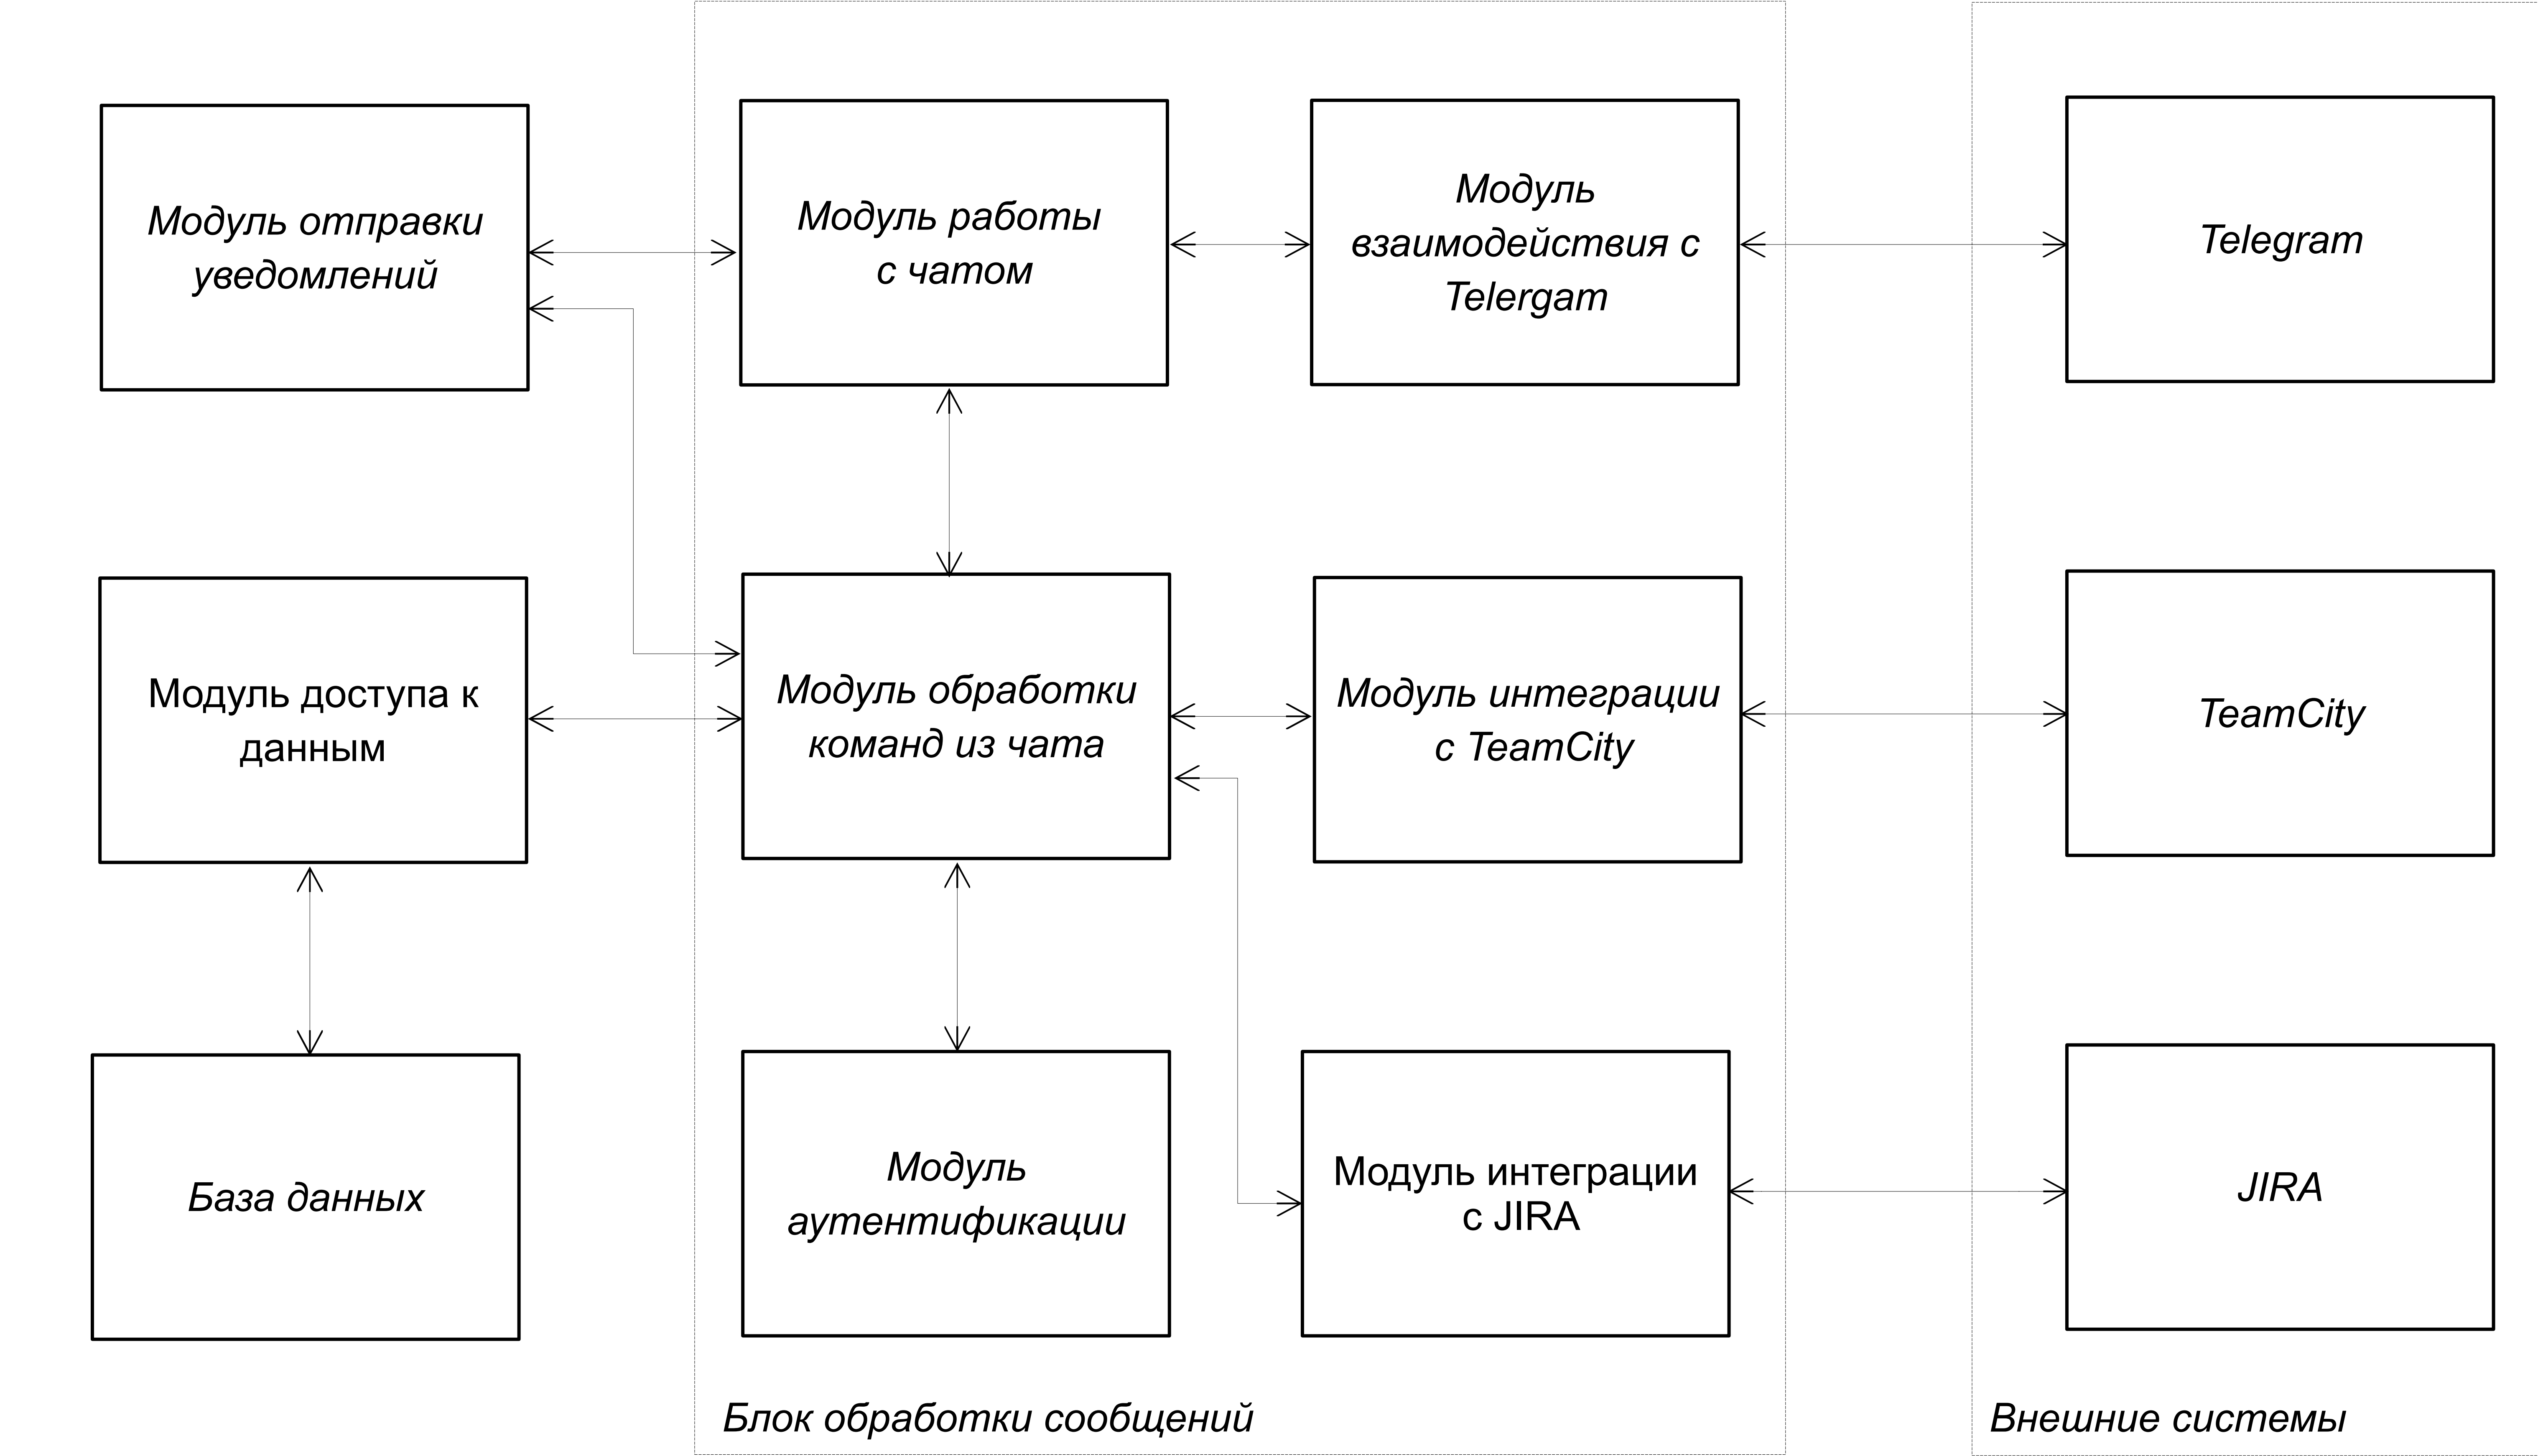 Модуль отправки
уведомлений
Модуль работы
с чатом
Модуль
взаимодействия с
Telergam
Telegram
Модуль доступа к
данным
Модуль обработки
команд из чата
Модуль интеграции
с TeamCity
TeamCity
База данных
Модуль
аутентификации
Модуль интеграции
с JIRA
JIRA
Блок обработки сообщений
Внешние системы